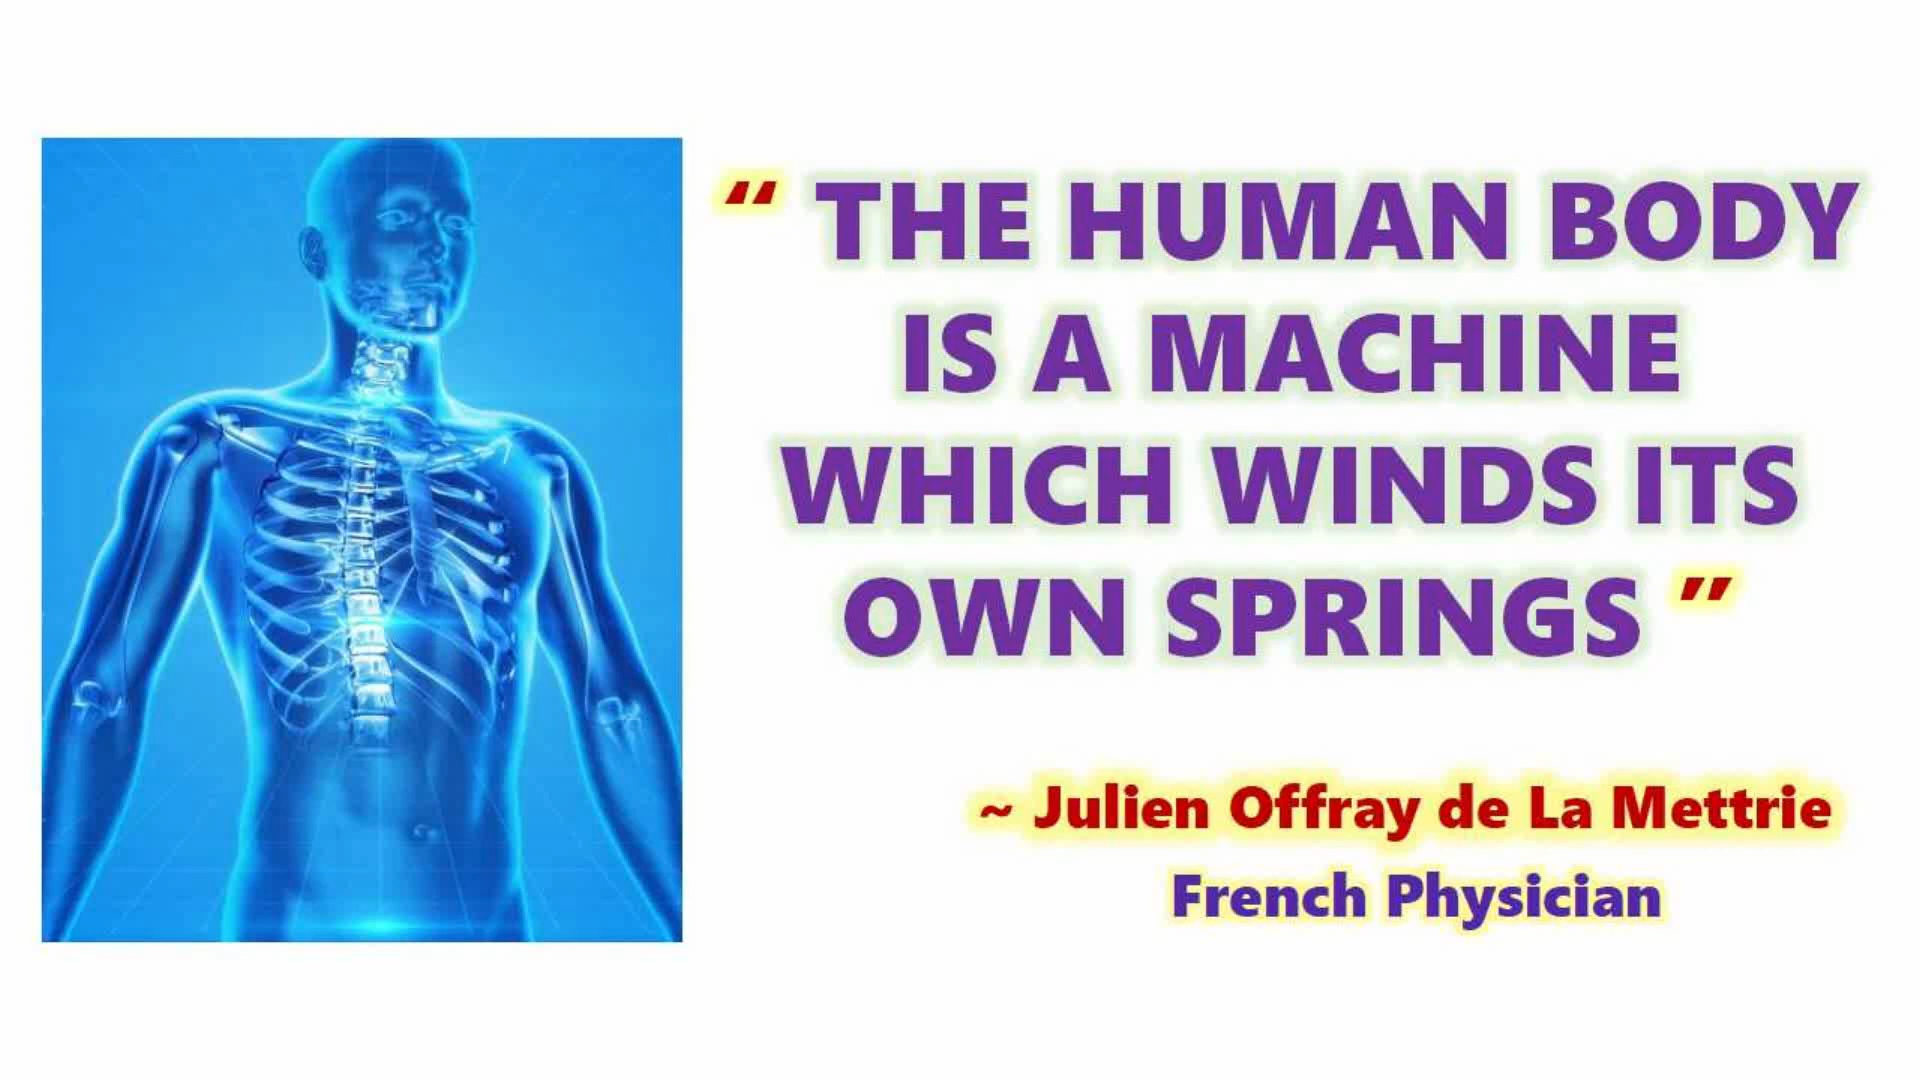 “ THE HUMAN BODY
IS A MACHINE
WHICH WINDS ITS
OWN SPRINGS ”
~ Julien Offray de La Mettrie
French Physician